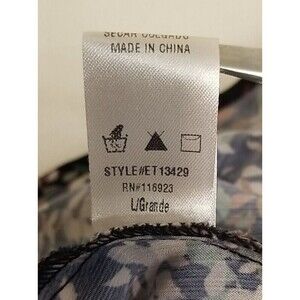 SECAR COLGADO
MADE IN CHINA
STYLE#ET13429
RN#116923
L/Grande